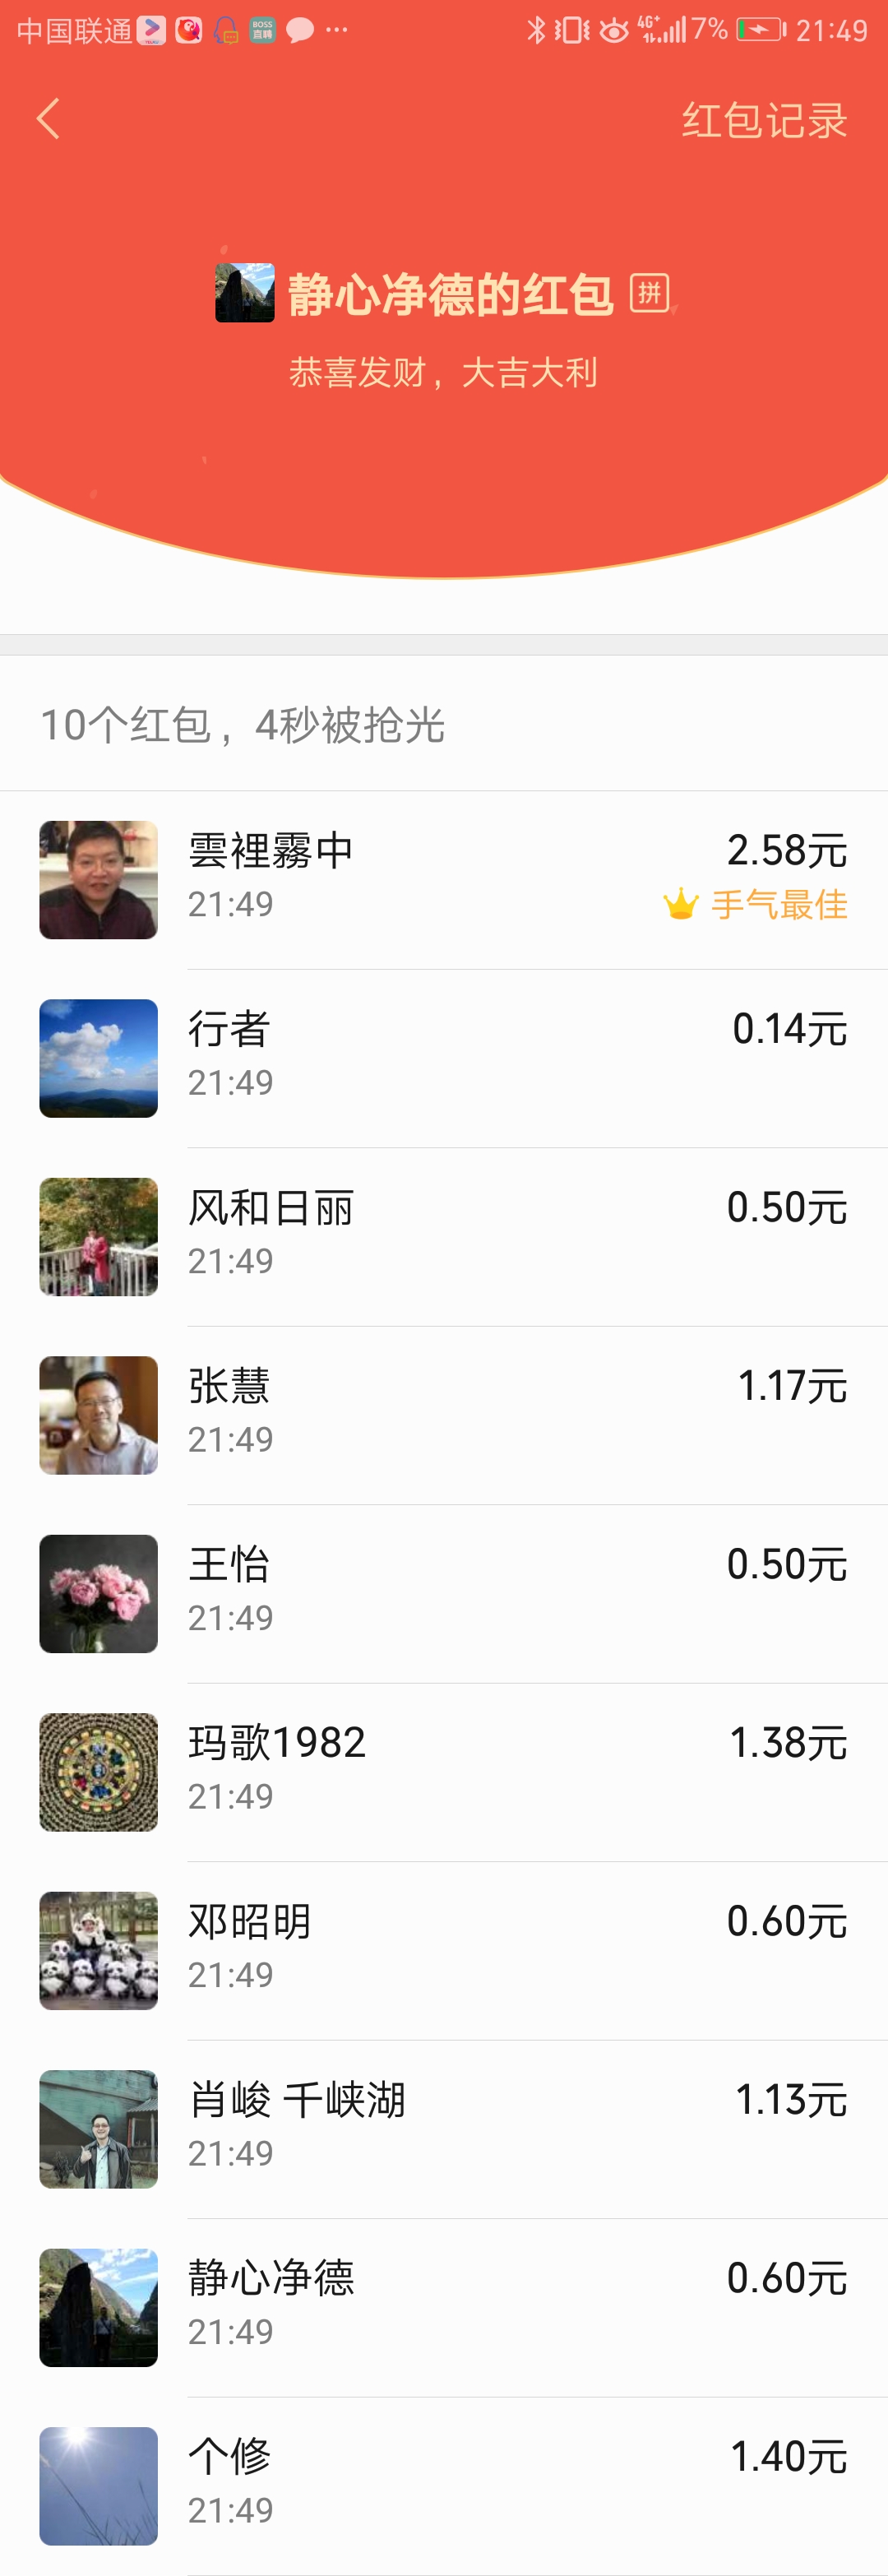 中国联通 BOSS直聘 ··· 4G+ 7% 21:49
红包记录
静心净德的红包 拼
恭喜发财，大吉大利
10个红包，4秒被抢光
雲裡霧中 2.58元
21:49 手气最佳
行者 0.14元
21:49
风和日丽 0.50元
21:49
张慧 1.17元
21:49
王怡 0.50元
21:49
玛歌1982 1.38元
21:49
邓昭明 0.60元
21:49
肖峻 千峡湖 1.13元
21:49
静心净德 0.60元
21:49
个修 1.40元
21:49